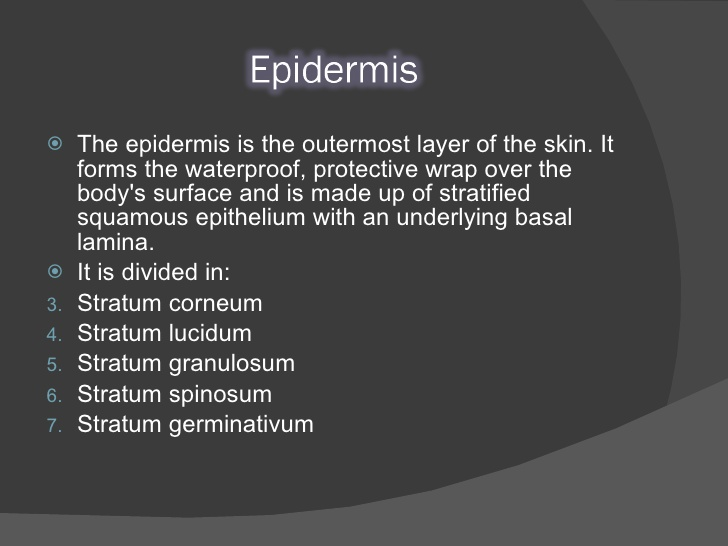 Epidermis
The epidermis is the outermost layer of the skin. It
forms the waterproof, protective wrap over the
body's surface and is made up of stratified
squamous epithelium with an underlying basal
lamina.
It is divided in:
3. Stratum corneum
4. Stratum lucidum
5. Stratum granulosum
6. Stratum spinosum
7. Stratum germinativum